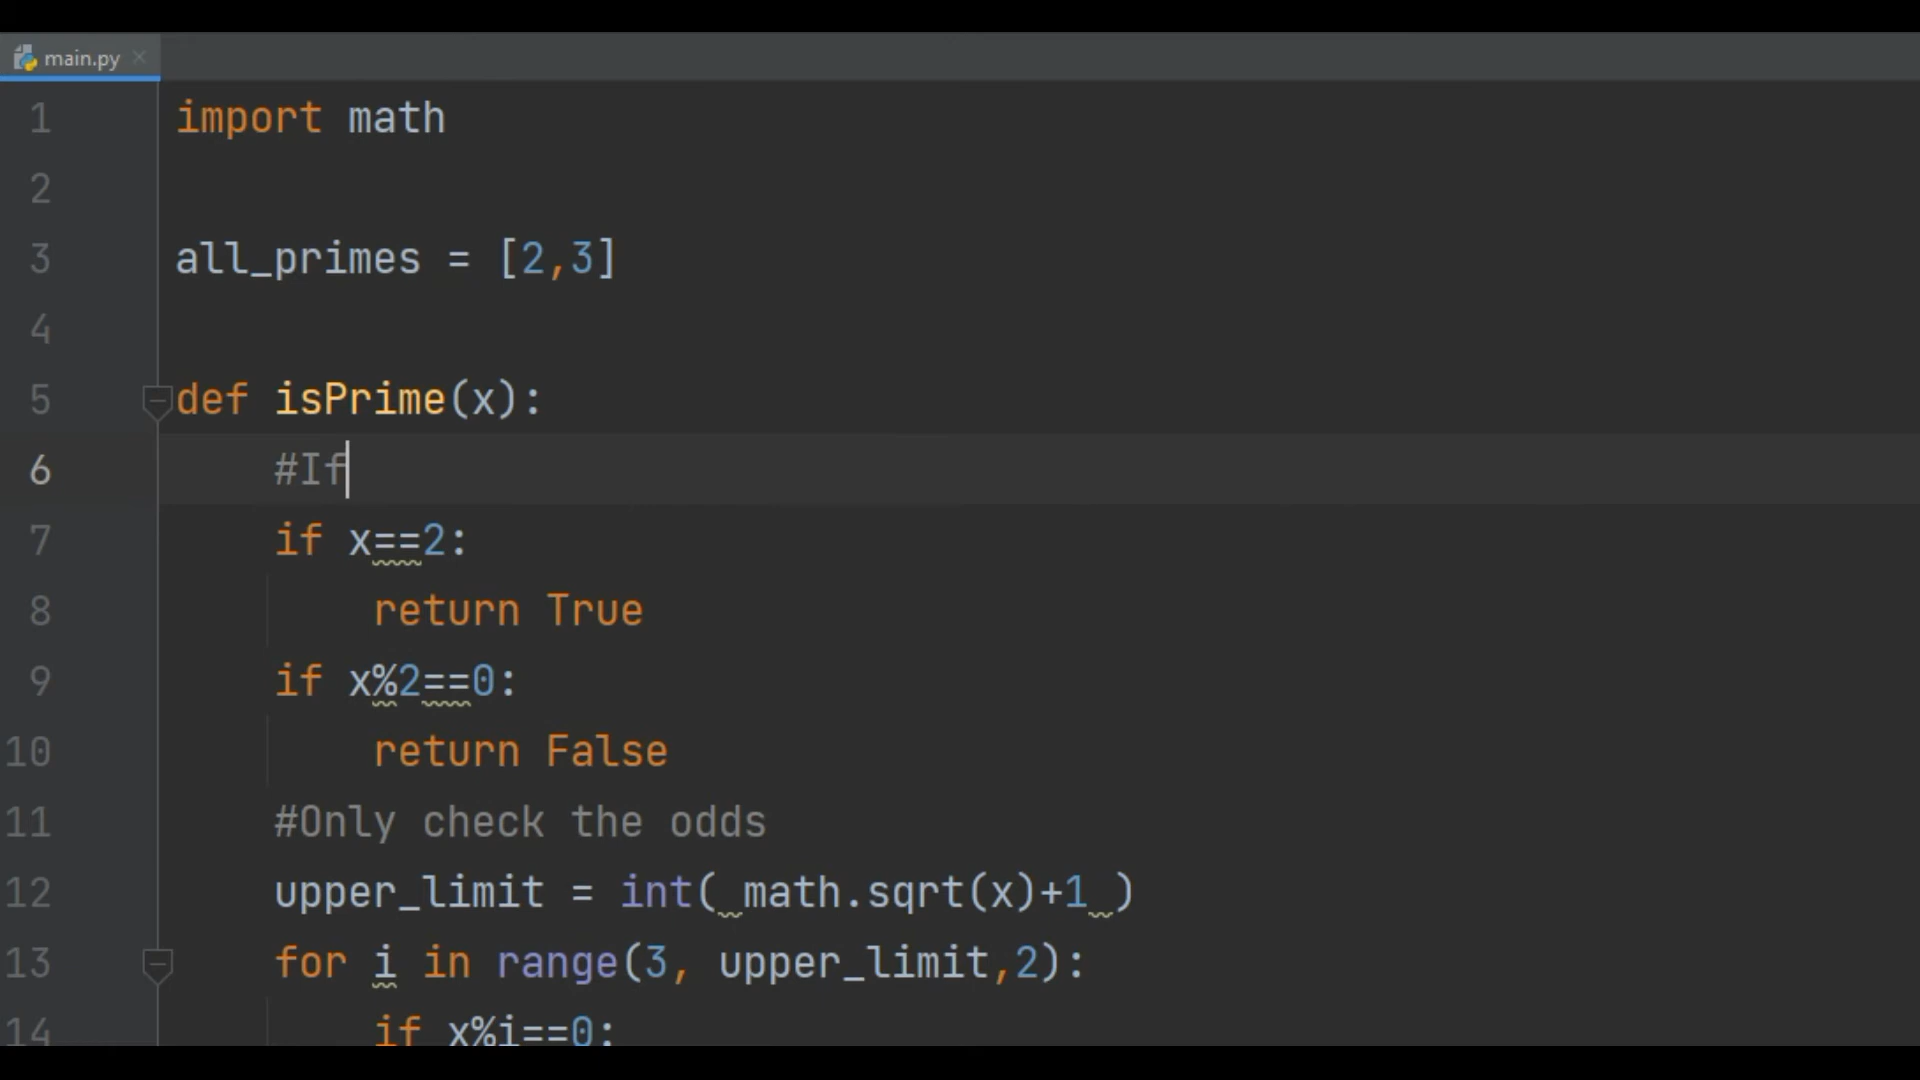 main.py
1 import math
2
3 all_primes = [2,3]
4
5 def isPrime(x):
6     #If
7     if x==2:
8         return True
9     if x%2==0:
10         return False
11     #Only check the odds
12     upper_limit = int( math.sqrt(x)+1 )
13     for i in range(3, upper_limit,2):
14         if x%i==0: